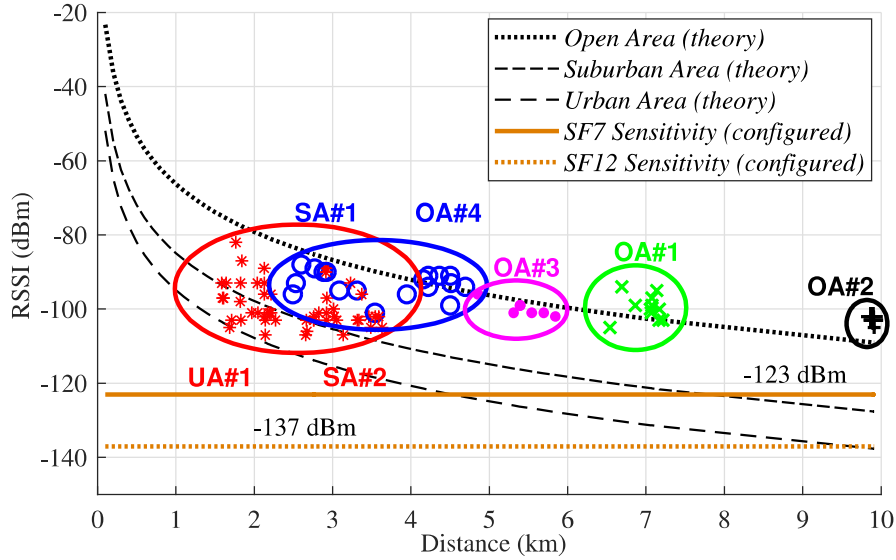 -20
-40
-60
-80
-100
-120
-140
RSSI (dBm)
Open Area (theory)
Suburban Area (theory)
Urban Area (theory)
SF7 Sensitivity (configured)
SF12 Sensitivity (configured)
SA#1
OA#4
OA#3
OA#1
OA#2
UA#1
SA#2
-123 dBm
-137 dBm
0 1 2 3 4 5 6 7 8 9 10
Distance (km)